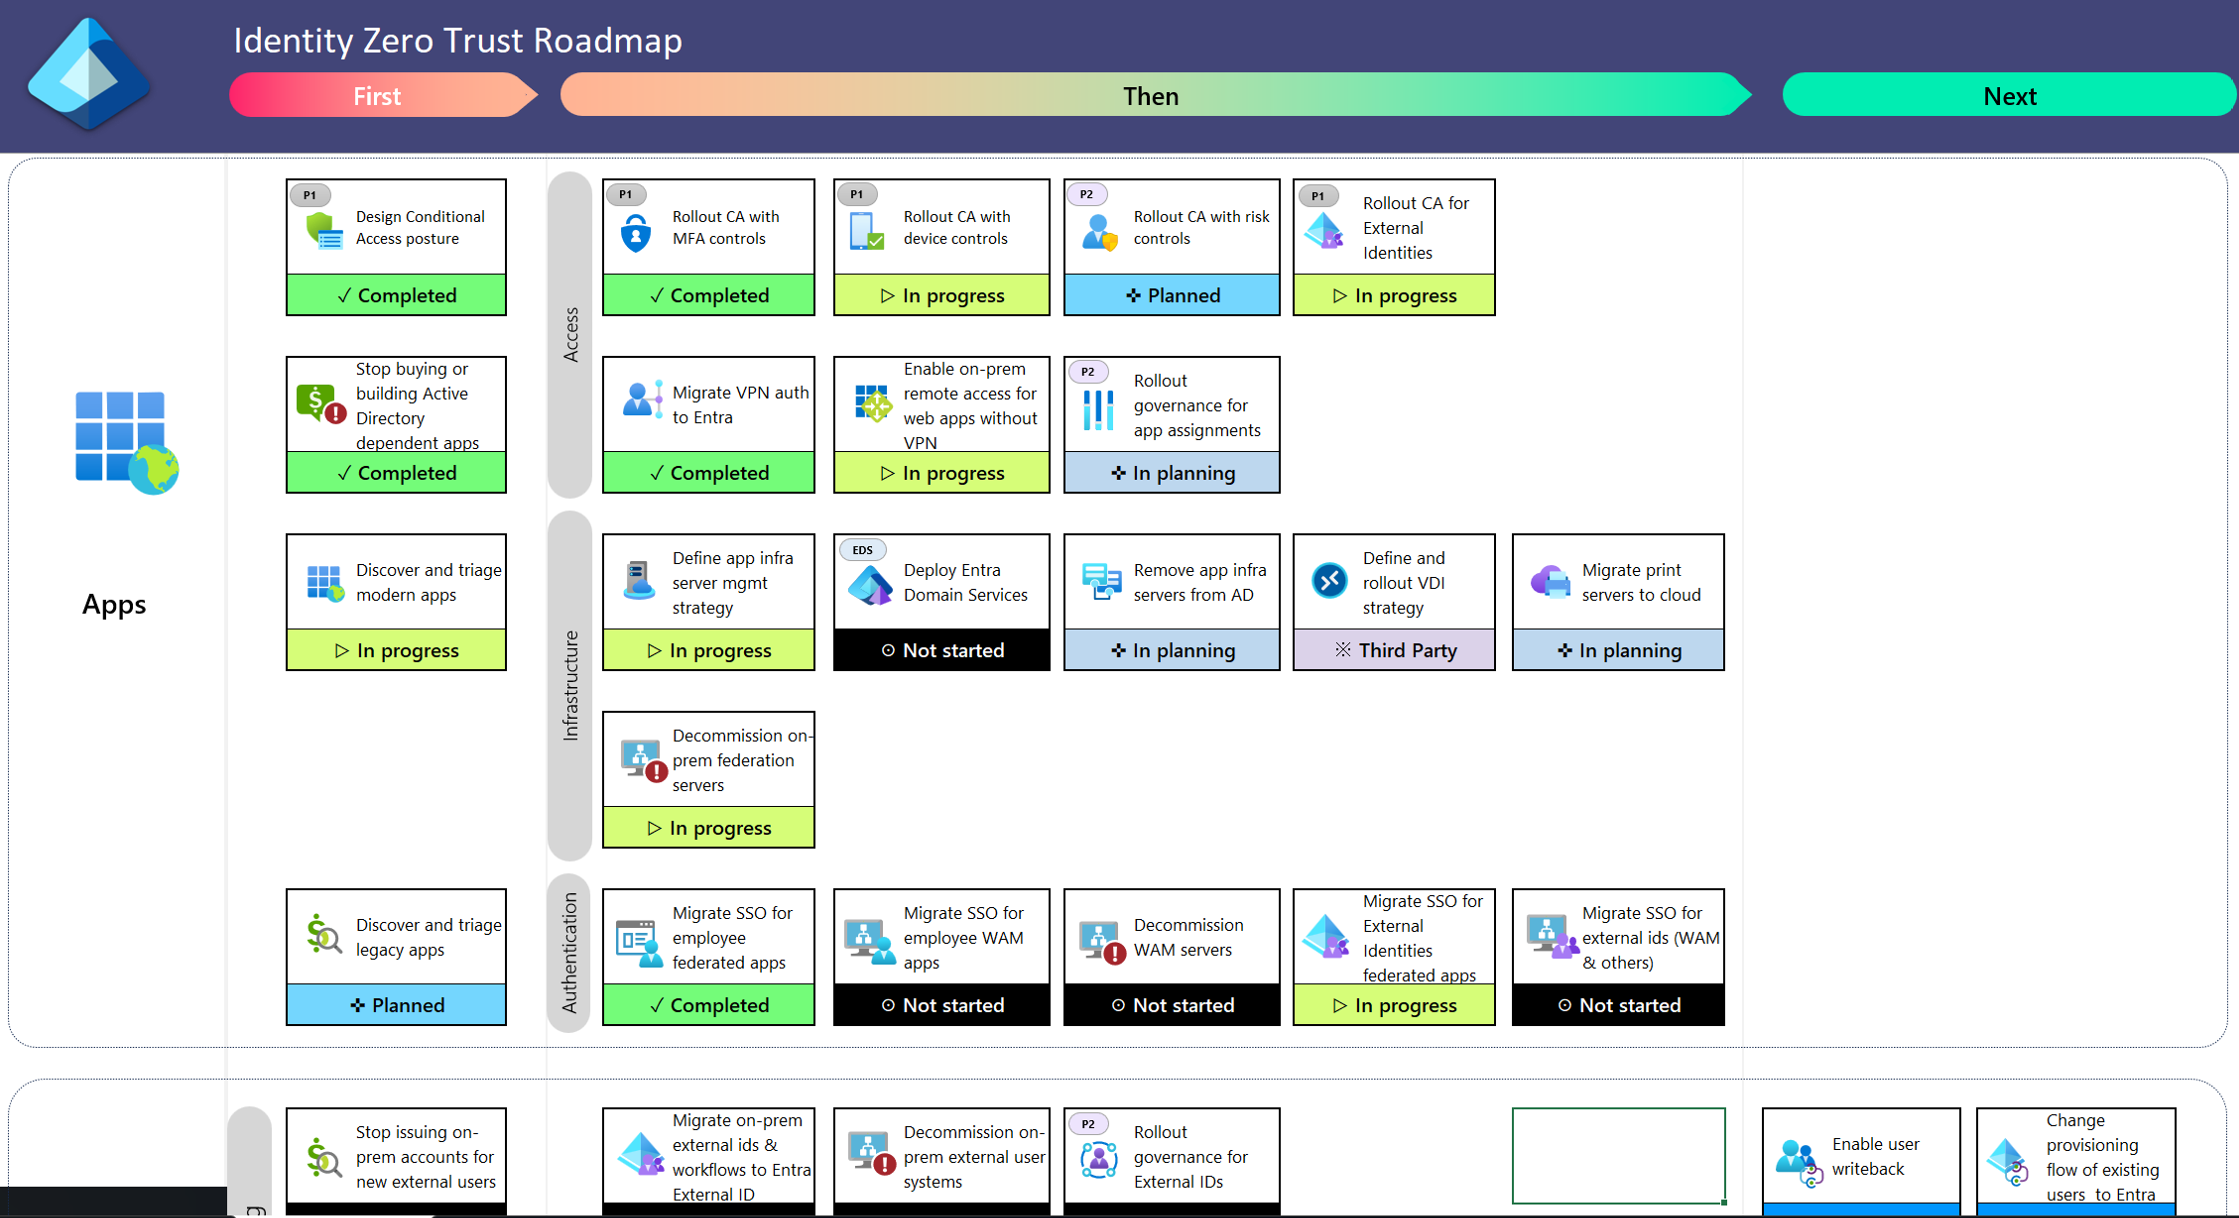 Identity Zero Trust Roadmap
First
Then
Next
Apps
Access
P1
Design Conditional
Access posture
✓ Completed
P1
Rollout CA with
MFA controls
✓ Completed
P1
Rollout CA with
device controls
▷ In progress
P2
Rollout CA with risk
controls
✣ Planned
P1
Rollout CA for
External
Identities
▷ In progress
Stop buying or
building Active
Directory
dependent apps
✓ Completed
Migrate VPN auth
to Entra
✓ Completed
Enable on-prem
remote access for
web apps without
VPN
▷ In progress
P2
Rollout
governance for
app assignments
✣ In planning
Infrastructure
Discover and triage
modern apps
▷ In progress
Define app infra
server mgmt
strategy
▷ In progress
EDS
Deploy Entra
Domain Services
⊙ Not started
Remove app infra
servers from AD
✣ In planning
Define and
rollout VDI
strategy
※ Third Party
Migrate print
servers to cloud
✣ In planning
Decommission on-
prem federation
servers
▷ In progress
Authentication
Discover and triage
legacy apps
✣ Planned
Migrate SSO for
employee
federated apps
✓ Completed
Migrate SSO for
employee WAM
apps
⊙ Not started
Decommission
WAM servers
⊙ Not started
Migrate SSO for
External
Identities
federated apps
▷ In progress
Migrate SSO for
external ids (WAM
& others)
⊙ Not started
Stop issuing on-
prem accounts for
new external users
Migrate on-prem
external ids &
workflows to Entra
External ID
Decommission on-
prem external user
systems
P2
Rollout
governance for
External IDs
Enable user
writeback
Change
provisioning
flow of existing
users to Entra